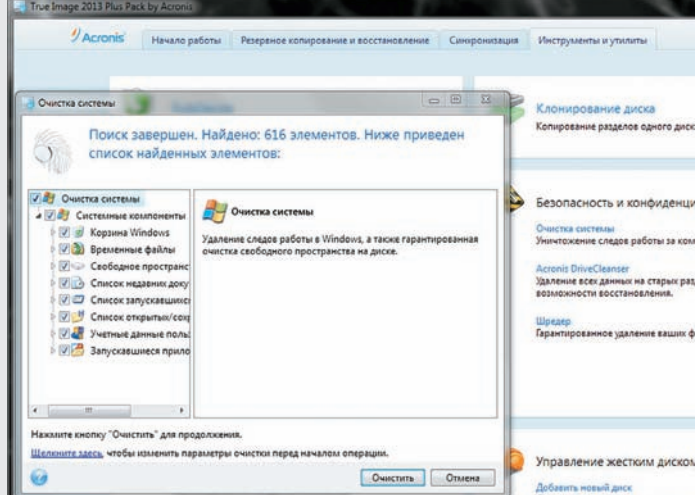 True Image 2013 Plus Pack by Acronis
Acronis
Начало работы
Резервное копирование и восстановление
Синхронизация
Инструменты и утилиты
Очистка системы
Поиск завершен. Найдено: 616 элементов. Ниже приведен
список найденных элементов:
Очистка системы
Системные компоненты
Корзина Windows
Временные файлы
Свободное пространс
Список недавних доку
Список запускавшихс
Список открытых/сохр
Учетные данные поль
Запускавшиеся прило
Очистка системы
Удаление следов работы в Windows, а также гарантированная
очистка свободного пространства на диске.
Нажмите кнопку "Очистить" для продолжения.
Щелкните здесь, чтобы изменить параметры очистки перед началом операции.
Очистить
Отмена
Клонирование диска
Копирование разделов одного диск
Безопасность и конфиденци
Очистка системы
Уничтожение следов работы за ком
Acronis DriveCleanser
Удаление всех данных на старых раз
возможности восстановления.
Шредер
Гарантированное удаление ваших ф
Управление жестким диском
Добавить новый диск